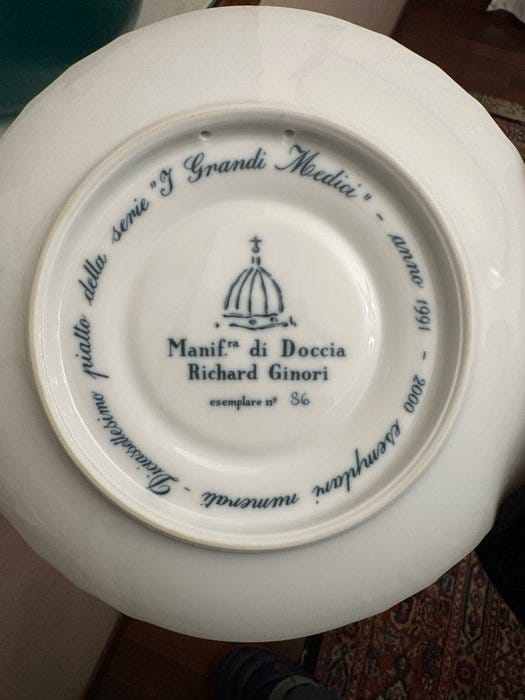 Diciassettesimo piatto della serie "I Grandi Medici" - anno 1991 - 2000 esemplari numerati -
Manif.ra di Doccia
Richard Ginori
esemplare nº 86